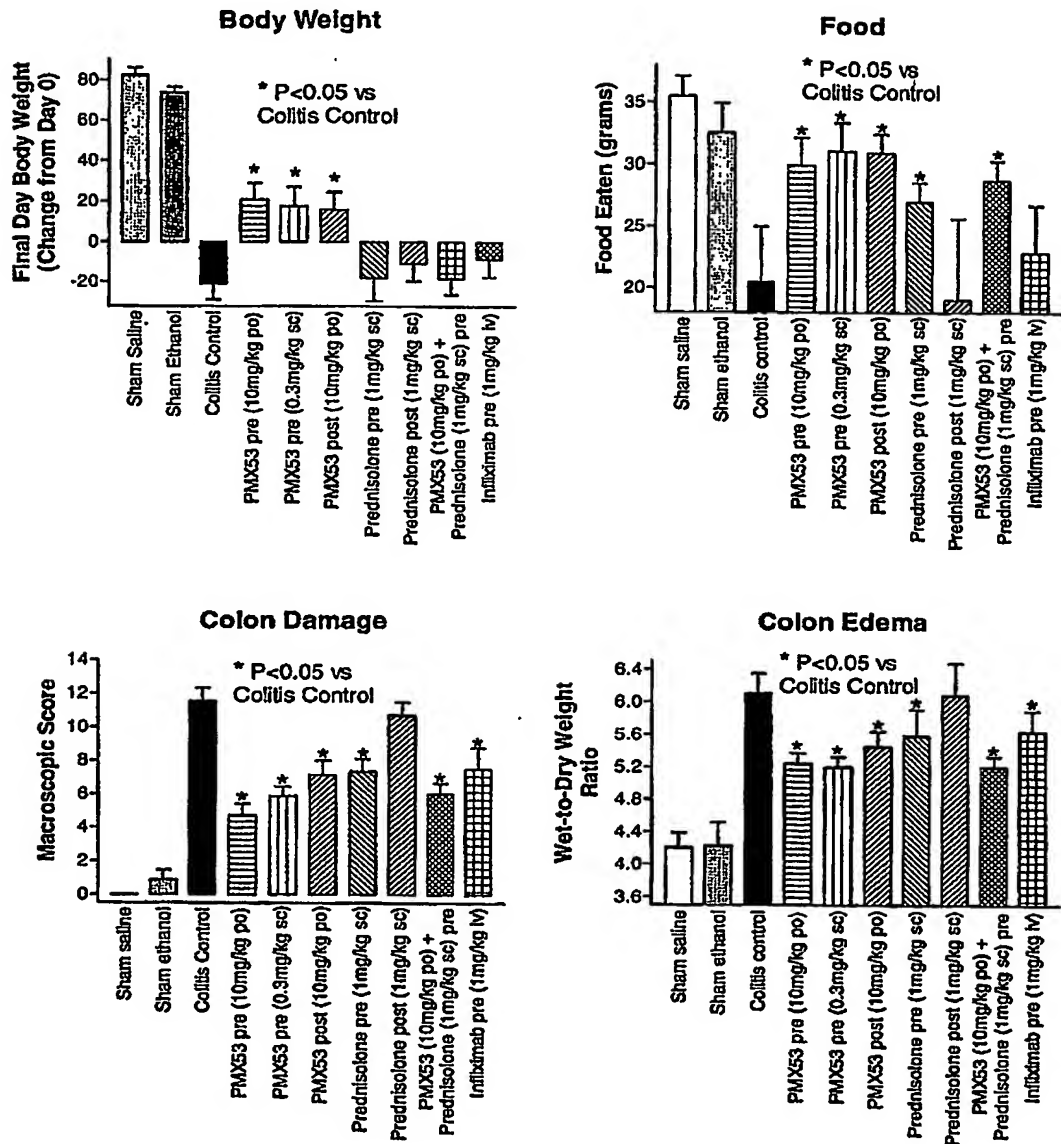 Body Weight
Final Day Body Weight
(Change from Day 0)
80
60
40
20
0
-20
* P<0.05 vs
Colitis Control
* * *
Sham Saline
Sham Ethanol
Colitis Control
PMX53 pre (10mg/kg po)
PMX53 pre (0.3mg/kg sc)
PMX53 post (10mg/kg po)
Prednisolone pre (1mg/kg sc)
Prednisolone post (1mg/kg sc)
PMX53 (10mg/kg po) +
Prednisolone (1mg/kg sc) pre
Infliximab pre (1mg/kg iv)
Food
Food Eaten (grams)
35
30
25
20
* P<0.05 vs
Colitis Control
* * * * *
Sham saline
Sham ethanol
Colitis control
PMX53 pre (10mg/kg po)
PMX53 pre (0.3mg/kg sc)
PMX53 post (10mg/kg po)
Prednisolone pre (1mg/kg sc)
Prednisolone post (1mg/kg sc)
PMX53 (10mg/kg po) +
Prednisolone (1mg/kg sc) pre
Infliximab pre (1mg/kg iv)
Colon Damage
Macroscopic Score
14
12
10
8
6
4
2
0
* P<0.05 vs
Colitis Control
* * * * * *
Sham saline
Sham ethanol
Colitis Control
PMX53 pre (10mg/kg po)
PMX53 pre (0.3mg/kg sc)
PMX53 post (10mg/kg po)
Prednisolone pre (1mg/kg sc)
Prednisolone post (1mg/kg sc)
PMX53 (10mg/kg po) +
Prednisolone (1mg/kg sc) pre
Infliximab pre (1mg/kg iv)
Colon Edema
Wet-to-Dry Weight
Ratio
6.4
6.0
5.6
5.2
4.8
4.4
4.0
3.6
* P<0.05 vs
Colitis Control
* * * * * *
Sham saline
Sham ethanol
Colitis control
PMX53 pre (10mg/kg po)
PMX53 pre (0.3mg/kg sc)
PMX53 post (10mg/kg po)
Prednisolone pre (1mg/kg sc)
Prednisolone post (1mg/kg sc)
PMX53 (10mg/kg po) +
Prednisolone (1mg/kg sc) pre
Infliximab pre (1mg/kg iv)